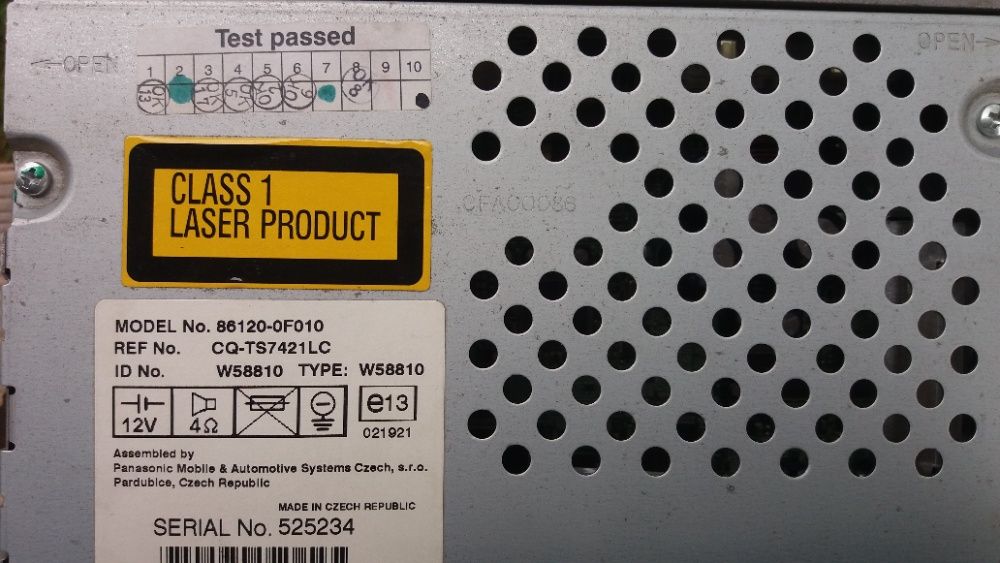 Test passed
←OPEN
OPEN→
1 2 3 4 5 6 7 8 9 10
CLASS 1
LASER PRODUCT
CFA00086
MODEL No. 86120-0F010
REF No. CQ-TS7421LC
ID No. W58810 TYPE: W58810
12V 4Ω e13
021921
Assembled by
Panasonic Mobile & Automotive Systems Czech, s.r.o.
Pardubice, Czech Republic
MADE IN CZECH REPUBLIC
SERIAL No. 525234